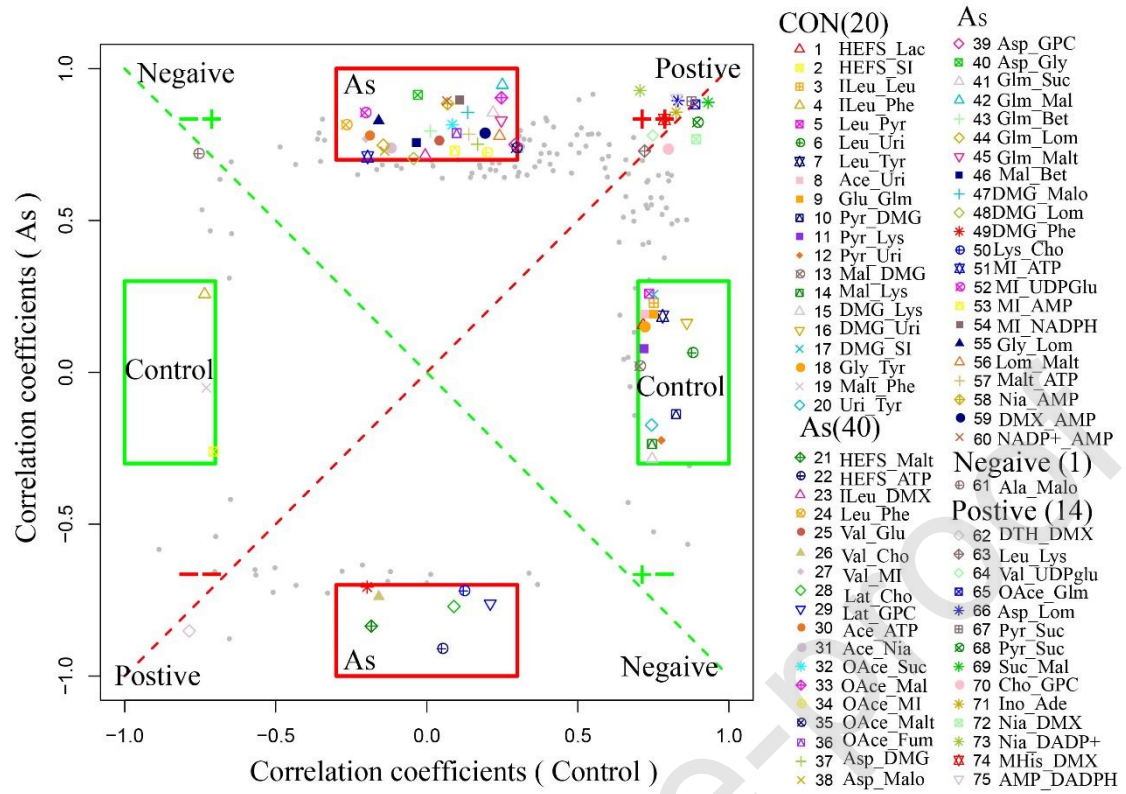 Negaive
As
Postive
Control
Control
Postive
As
Negaive
1.0
0.5
0.0
−0.5
−1.0
Correlation coefficients ( As )
−1.0
−0.5
0.0
0.5
1.0
Correlation coefficients ( Control )
CON(20)
1 HEFS_Lac
2 HEFS_SI
3 ILeu_Leu
4 ILeu_Phe
5 Leu_Pyr
6 Leu_Uri
7 Leu_Tyr
8 Ace_Uri
9 Glu_Glm
10 Pyr_DMG
11 Pyr_Lys
12 Pyr_Uri
13 Mal_DMG
14 Mal_Lys
15 DMG_Lys
16 DMG_Uri
17 DMG_SI
18 Gly_Tyr
19 Malt_Phe
20 Uri_Tyr
As(40)
21 HEFS_Malt
22 HEFS_ATP
23 ILeu_DMX
24 Leu_Phe
25 Val_Glu
26 Val_Cho
27 Val_MI
28 Lat_Cho
29 Lat_GPC
30 Ace_ATP
31 Ace_Nia
32 OAce_Suc
33 OAce_Mal
34 OAce_MI
35 OAce_Malt
36 OAce_Fum
37 Asp_DMG
38 Asp_Malo
As
39 Asp_GPC
40 Asp_Gly
41 Glm_Suc
42 Glm_Mal
43 Glm_Bet
44 Glm_Lom
45 Glm_Malt
46 Mal_Bet
47 DMG_Malo
48 DMG_Lom
49 DMG_Phe
50 Lys_Cho
51 MI_ATP
52 MI_UDPGlu
53 MI_AMP
54 MI_NADPH
55 Gly_Lom
56 Lom_Malt
57 Malt_ATP
58 Nia_AMP
59 DMX_AMP
60 NADP+_AMP
Negaive (1)
61 Ala_Malo
Postive (14)
62 DTH_DMX
63 Leu_Lys
64 Val_UDPglu
65 OAce_Glm
66 Asp_Lom
67 Pyr_Suc
68 Pyr_Suc
69 Suc_Mal
70 Cho_GPC
71 Ino_Ade
72 Nia_DMX
73 Nia_DADP+
74 MHis_DMX
75 AMP_DADPH